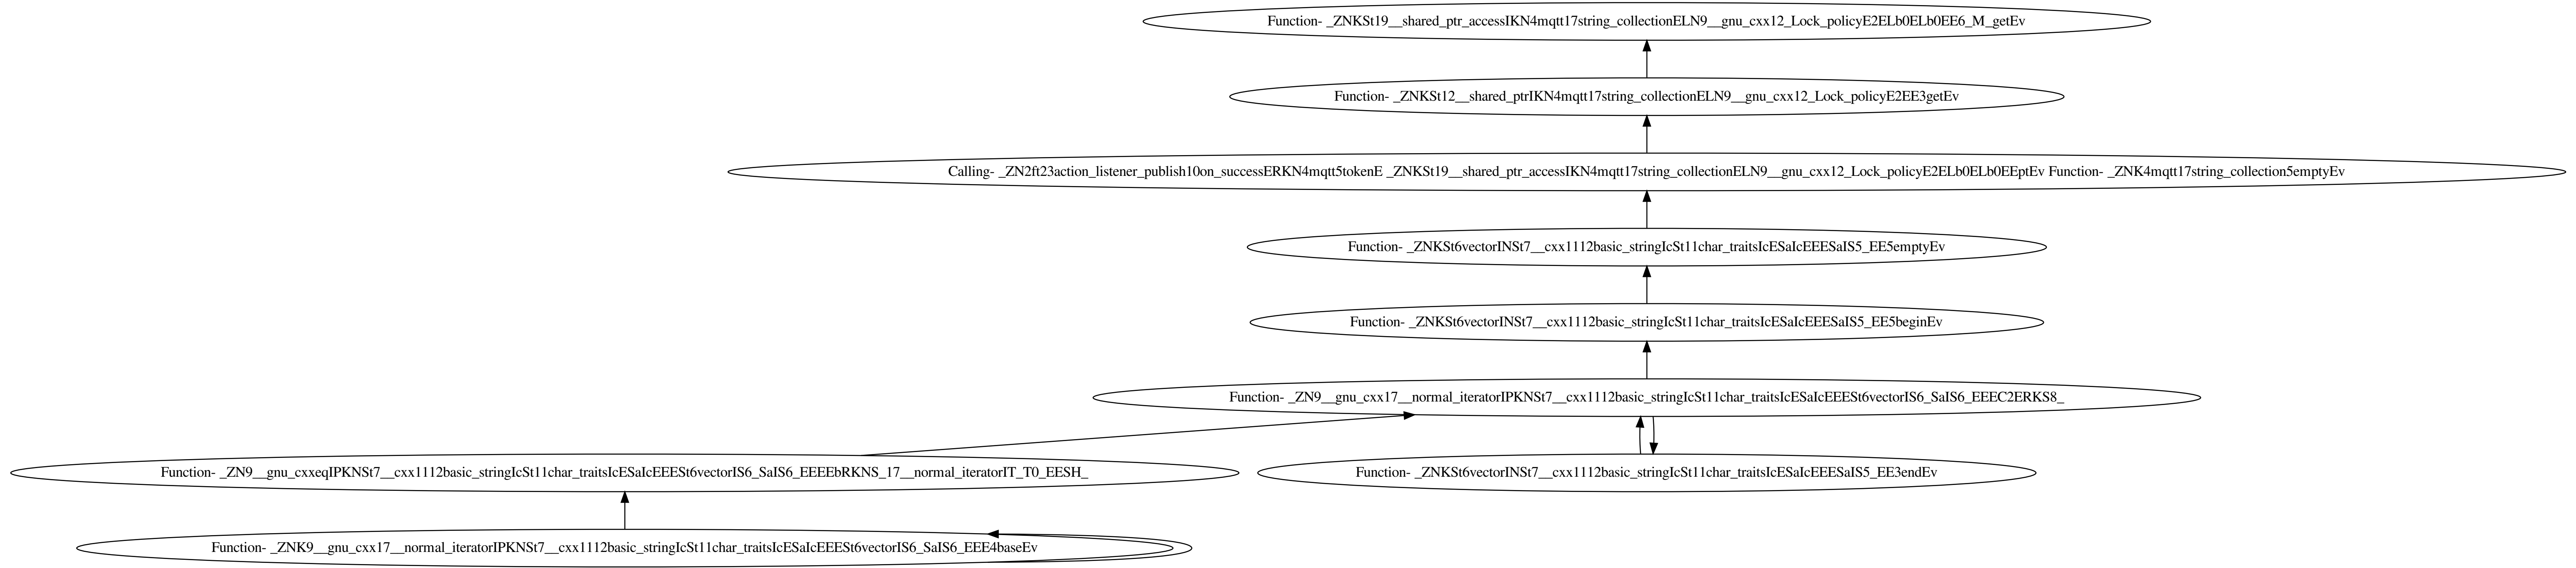 Function- _ZNKSt19__shared_ptr_accessIKN4mqtt17string_collectionELN9__gnu_cxx12_Lock_policyE2ELb0ELb0EE6_M_getEv
Function- _ZNKSt12__shared_ptrIKN4mqtt17string_collectionELN9__gnu_cxx12_Lock_policyE2EE3getEv
Calling- _ZN2ft23action_listener_publish10on_successERKN4mqtt5tokenE _ZNKSt19__shared_ptr_accessIKN4mqtt17string_collectionELN9__gnu_cxx12_Lock_policyE2ELb0ELb0EEptEv Function- _ZNK4mqtt17string_collection5emptyEv
Function- _ZNKSt6vectorINSt7__cxx1112basic_stringIcSt11char_traitsIcESaIcEEESaIS5_EE5emptyEv
Function- _ZNKSt6vectorINSt7__cxx1112basic_stringIcSt11char_traitsIcESaIcEEESaIS5_EE5beginEv
Function- _ZN9__gnu_cxx17__normal_iteratorIPKNSt7__cxx1112basic_stringIcSt11char_traitsIcESaIcEEESt6vectorIS6_SaIS6_EEEC2ERKS8_
Function- _ZN9__gnu_cxxeqIPKNSt7__cxx1112basic_stringIcSt11char_traitsIcESaIcEEESt6vectorIS6_SaIS6_EEEEbRKNS_17__normal_iteratorIT_T0_EESH_
Function- _ZNKSt6vectorINSt7__cxx1112basic_stringIcSt11char_traitsIcESaIcEEESaIS5_EE3endEv
Function- _ZNK9__gnu_cxx17__normal_iteratorIPKNSt7__cxx1112basic_stringIcSt11char_traitsIcESaIcEEESt6vectorIS6_SaIS6_EEE4baseEv